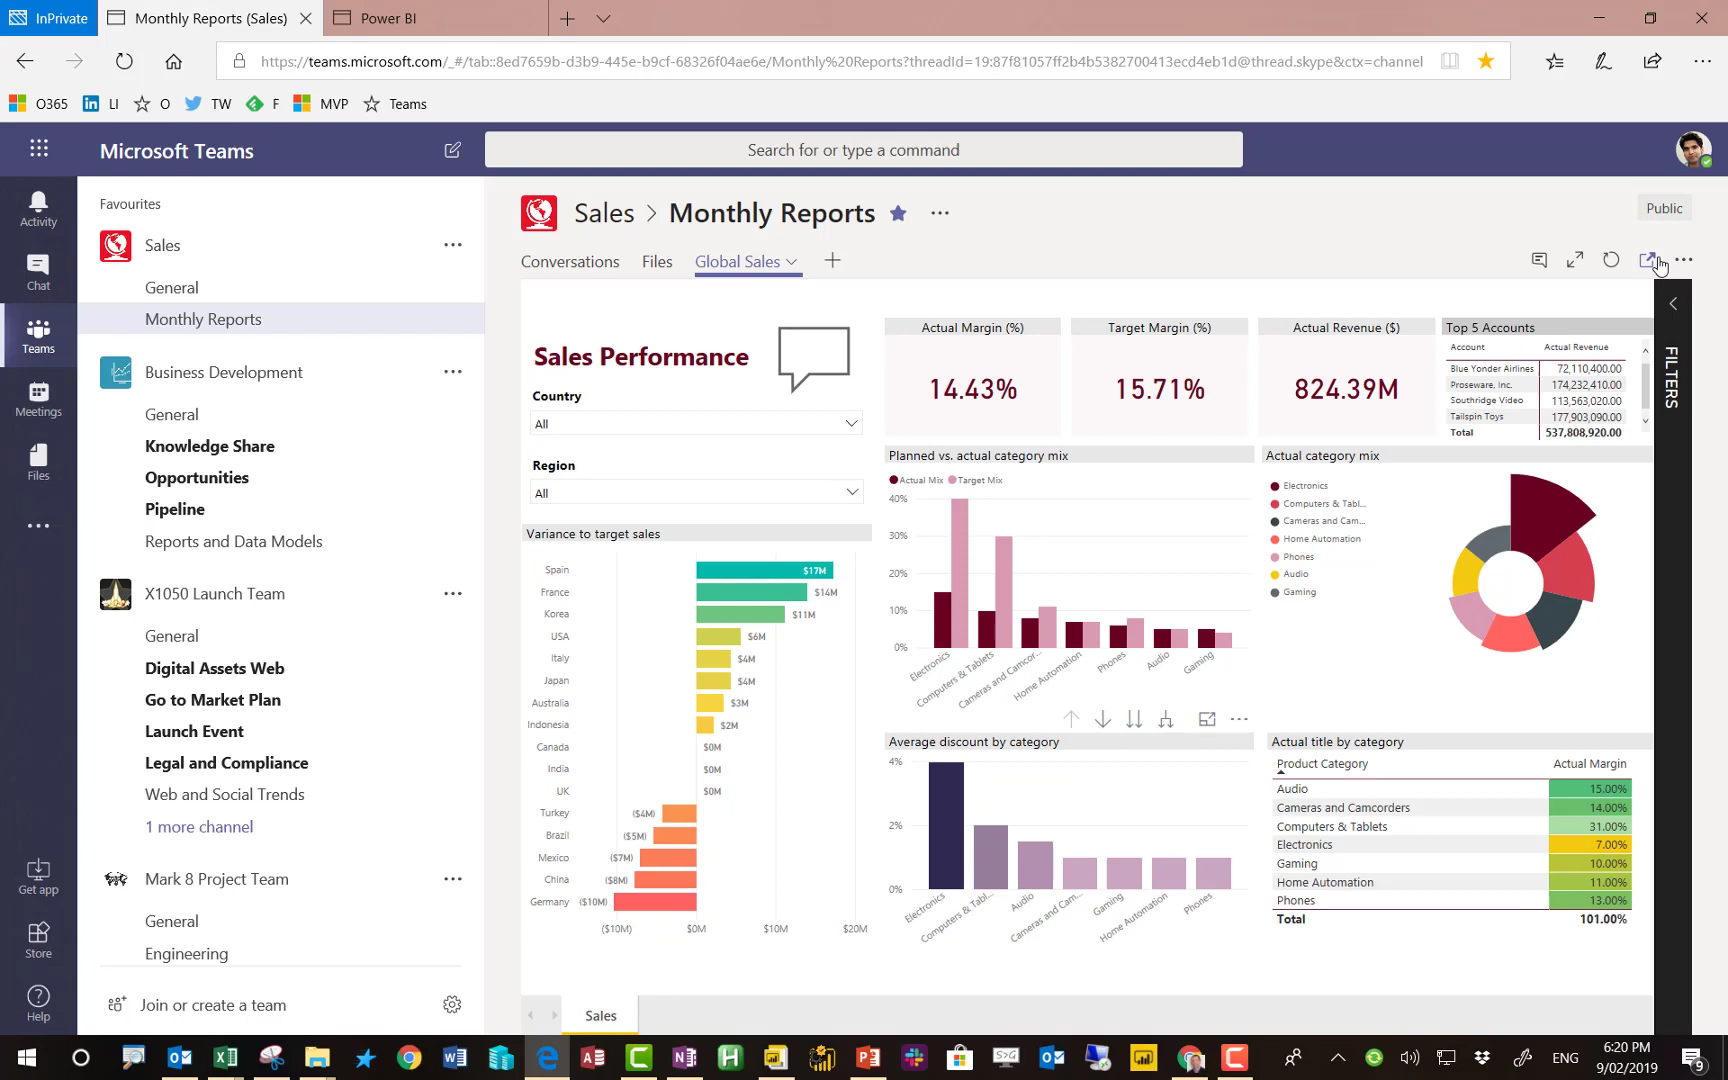 InPrivate
Monthly Reports (Sales)
Power BI
https://teams.microsoft.com/_#/tab::8ed7659b-d3b9-445e-b9cf-68326f04ae6e/Monthly%20Reports?threadId=19:87f81057ff2b4b5382700413ecd4eb1d@thread.skype&ctx=channel
O365
LI
O
TW
F
MVP
Teams
Microsoft Teams
Search for or type a command
Activity
Chat
Teams
Meetings
Files
Get app
Store
Help
Favourites
Sales
General
Monthly Reports
Business Development
General
Knowledge Share
Opportunities
Pipeline
Reports and Data Models
X1050 Launch Team
General
Digital Assets Web
Go to Market Plan
Launch Event
Legal and Compliance
Web and Social Trends
1 more channel
Mark 8 Project Team
General
Engineering
Join or create a team
Sales > Monthly Reports
Public
Conversations
Files
Global Sales
FILTERS
Sales Performance
Country
All
Region
All
Actual Margin (%)
14.43%
Target Margin (%)
15.71%
Actual Revenue ($)
824.39M
Top 5 Accounts
Account Actual Revenue
Blue Yonder Airlines 72,110,400.00
Proseware, Inc. 174,232,410.00
Southridge Video 113,563,020.00
Tailspin Toys 177,903,090.00
Total 537,808,920.00
Variance to target sales
Spain $17M
France $14M
Korea $11M
USA $6M
Italy $4M
Japan $4M
Australia $3M
Indonesia $2M
Canada $0M
India $0M
UK $0M
Turkey ($4M)
Brazil ($5M)
Mexico ($7M)
China ($8M)
Germany ($10M)
($10M) $0M $10M $20M
Planned vs. actual category mix
Actual Mix Target Mix
40%
30%
20%
10%
0%
Electronics
Computers & Tablets
Cameras and Camcor...
Home Automation
Phones
Audio
Gaming
Actual category mix
Electronics
Computers & Tabl...
Cameras and Cam...
Home Automation
Phones
Audio
Gaming
Average discount by category
4%
2%
0%
Electronics
Computers & Tabl...
Audio
Cameras and Cam...
Gaming
Home Automation
Phones
Actual title by category
Product Category Actual Margin
Audio 15.00%
Cameras and Camcorders 14.00%
Computers & Tablets 31.00%
Electronics 7.00%
Gaming 10.00%
Home Automation 11.00%
Phones 13.00%
Total 101.00%
Sales
ENG
6:20 PM
9/02/2019
9